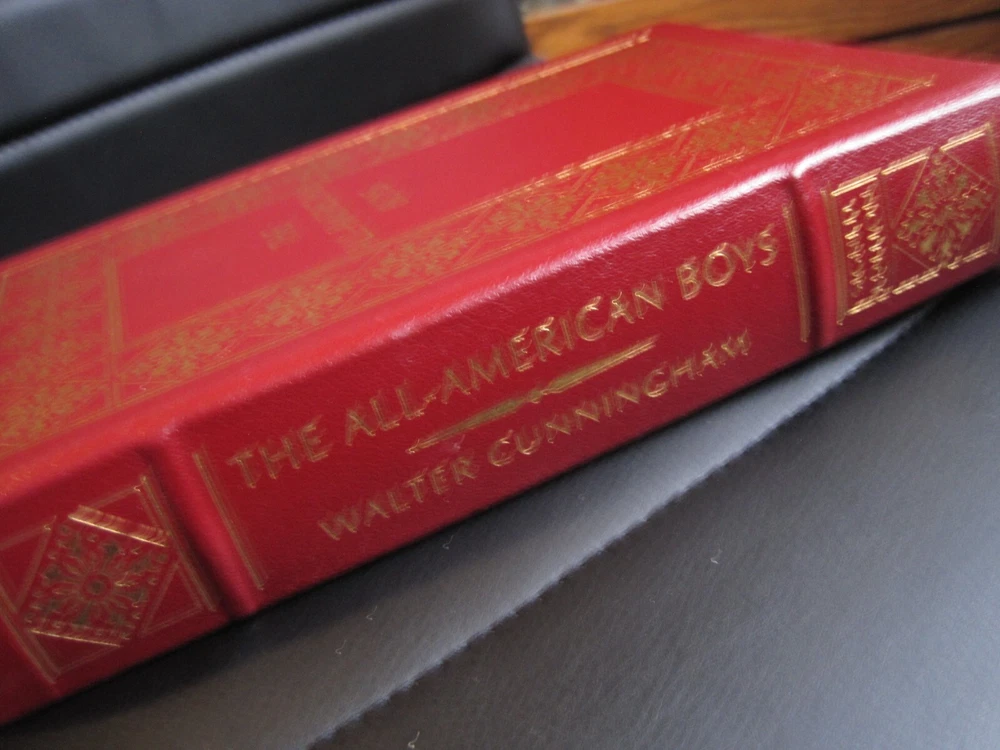 THE ALL-AMERICAN BOYS
WALTER CUNNINGHAM